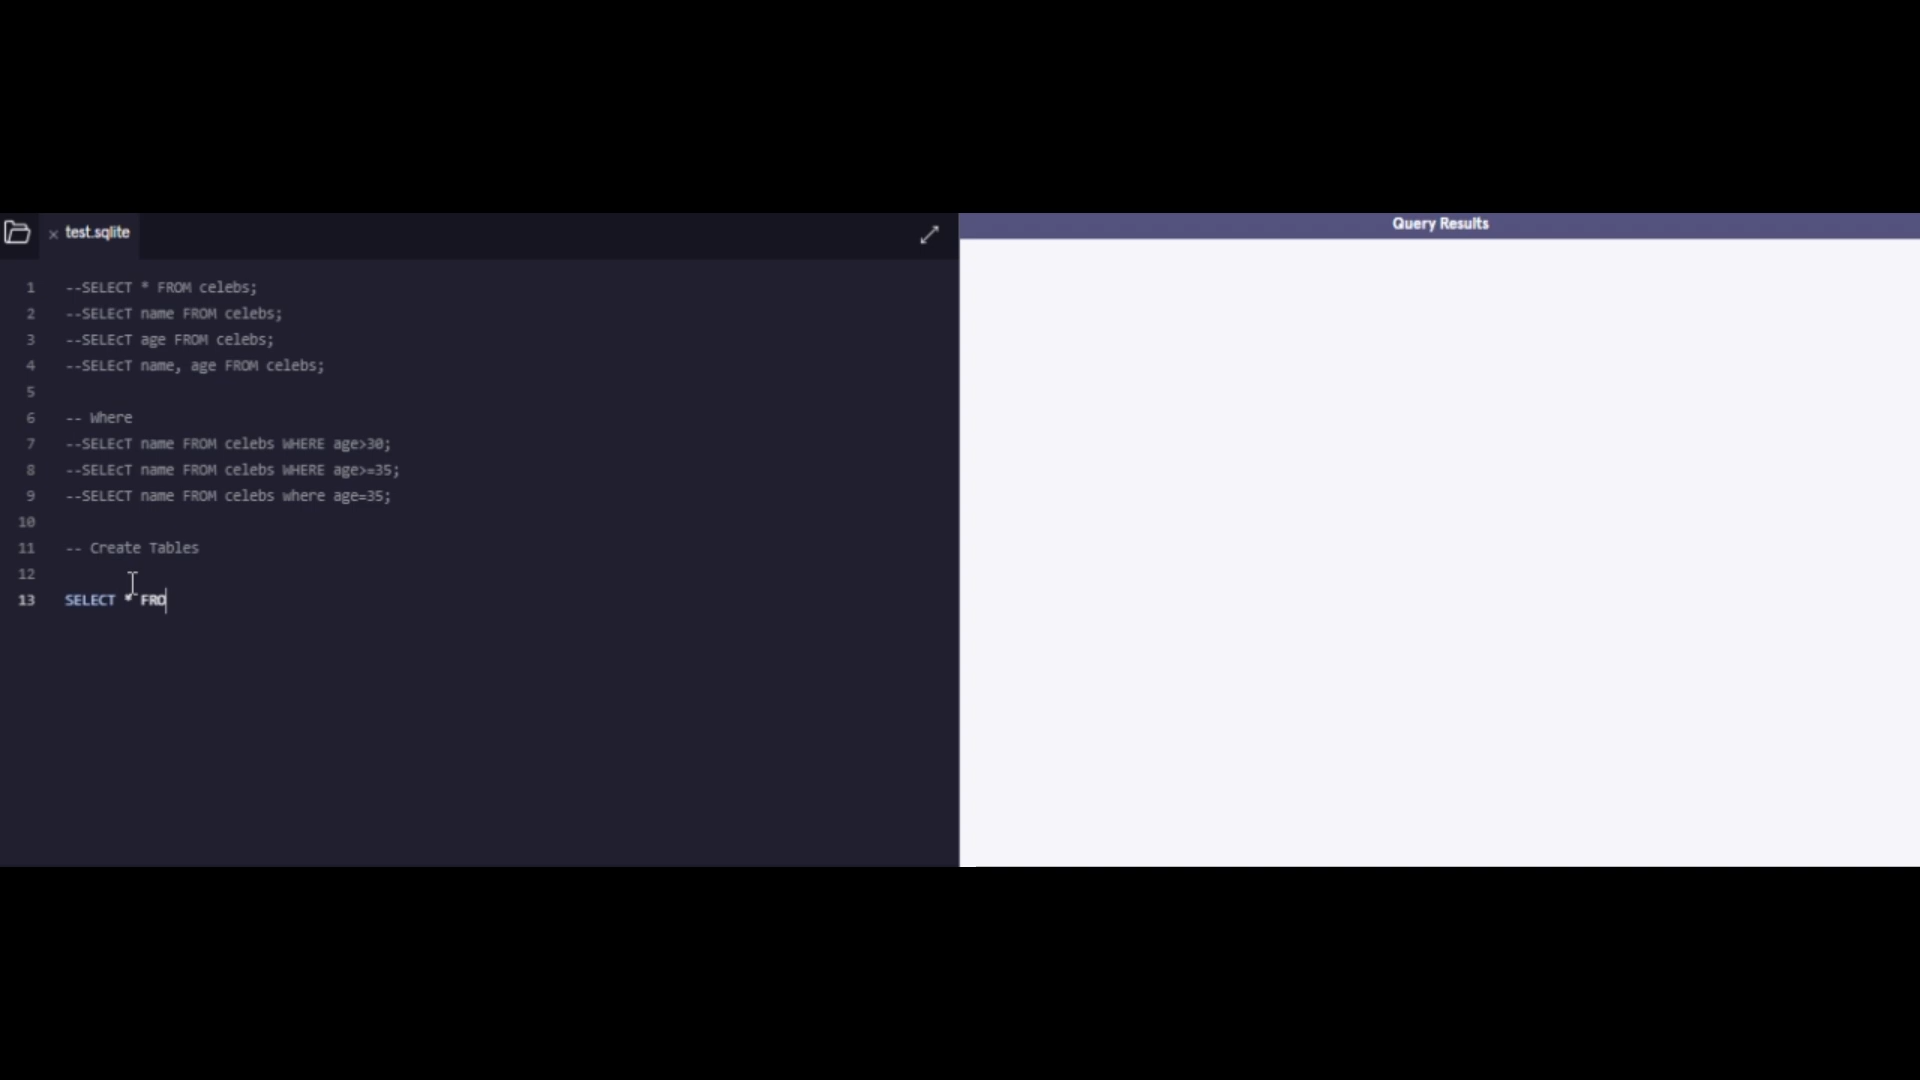 test.sqlite
Query Results
1 --SELECT * FROM celebs;
2 --SELEcT name FROM celebs;
3 --SELEcT age FROM celebs;
4 --SELEcT name, age FROM celebs;
5
6 -- Where
7 --SELEcT name FROM celebs WHERE age>30;
8 --SELEcT name FROM celebs WHERE age>=35;
9 --SELECT name FROM celebs where age=35;
10
11 -- Create Tables
12
13 SELECT * FRO